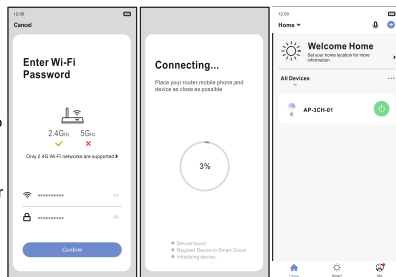 12:00
Cancel
Enter Wi-Fi
Password
2.4GHz 5GHz
Only 2.4G Wi-Fi networks are supported >
**********
**********
Confirm
12:00
Connecting...
Place your router,mobile phone,and
device as close as possible
3%
Device found
Register Device to Smart Cloud
Initializing device...
12:00
Home
Welcome Home
Set your home location for more
information
All Devices
...
AP-3CH-01
Home Smart Me